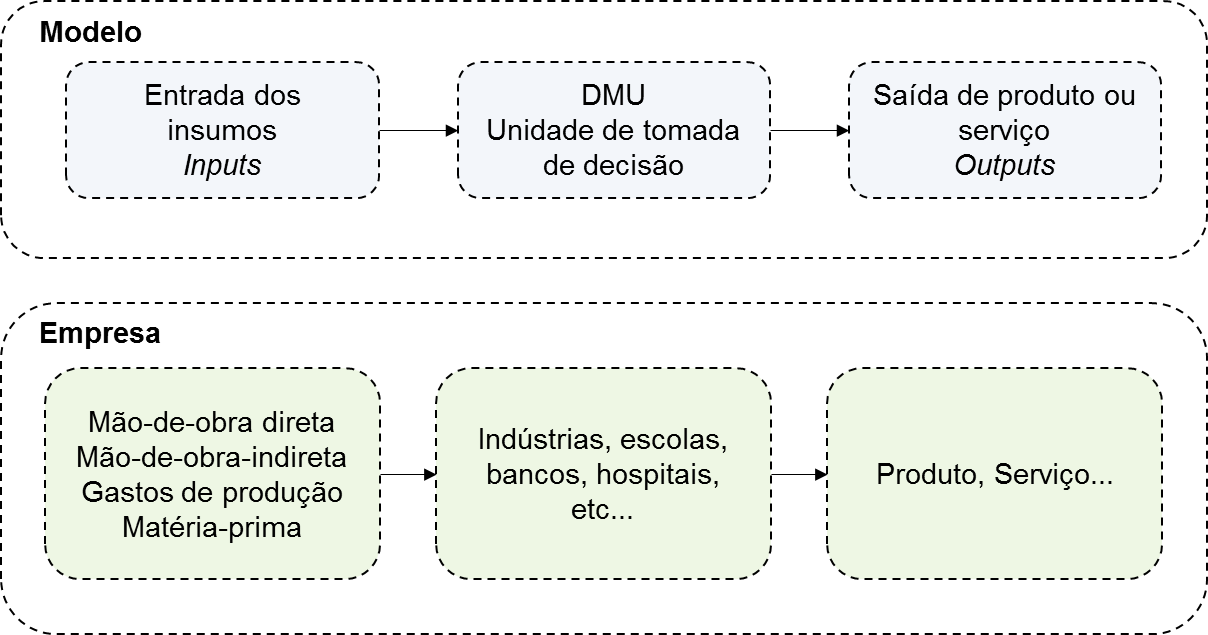 Modelo
Entrada dos
insumos
Inputs
DMU
Unidade de tomada
de decisão
Saída de produto ou
serviço
Outputs
Empresa
Mão-de-obra direta
Mão-de-obra-indireta
Gastos de produção
Matéria-prima
Indústrias, escolas,
bancos, hospitais,
etc...
Produto, Serviço...